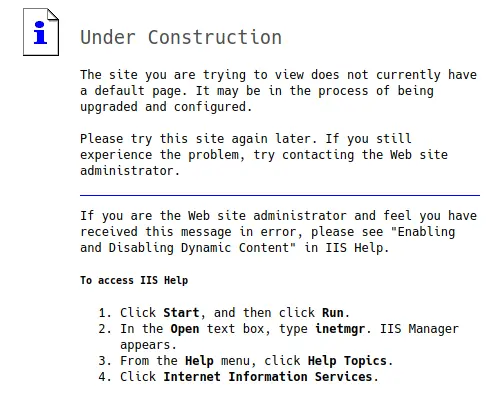 Under Construction
The site you are trying to view does not currently have
a default page. It may be in the process of being
upgraded and configured.
Please try this site again later. If you still
experience the problem, try contacting the Web site
administrator.
If you are the Web site administrator and feel you have
received this message in error, please see "Enabling
and Disabling Dynamic Content" in IIS Help.
To access IIS Help
1. Click Start, and then click Run.
2. In the Open text box, type inetmgr. IIS Manager
appears.
3. From the Help menu, click Help Topics.
4. Click Internet Information Services.